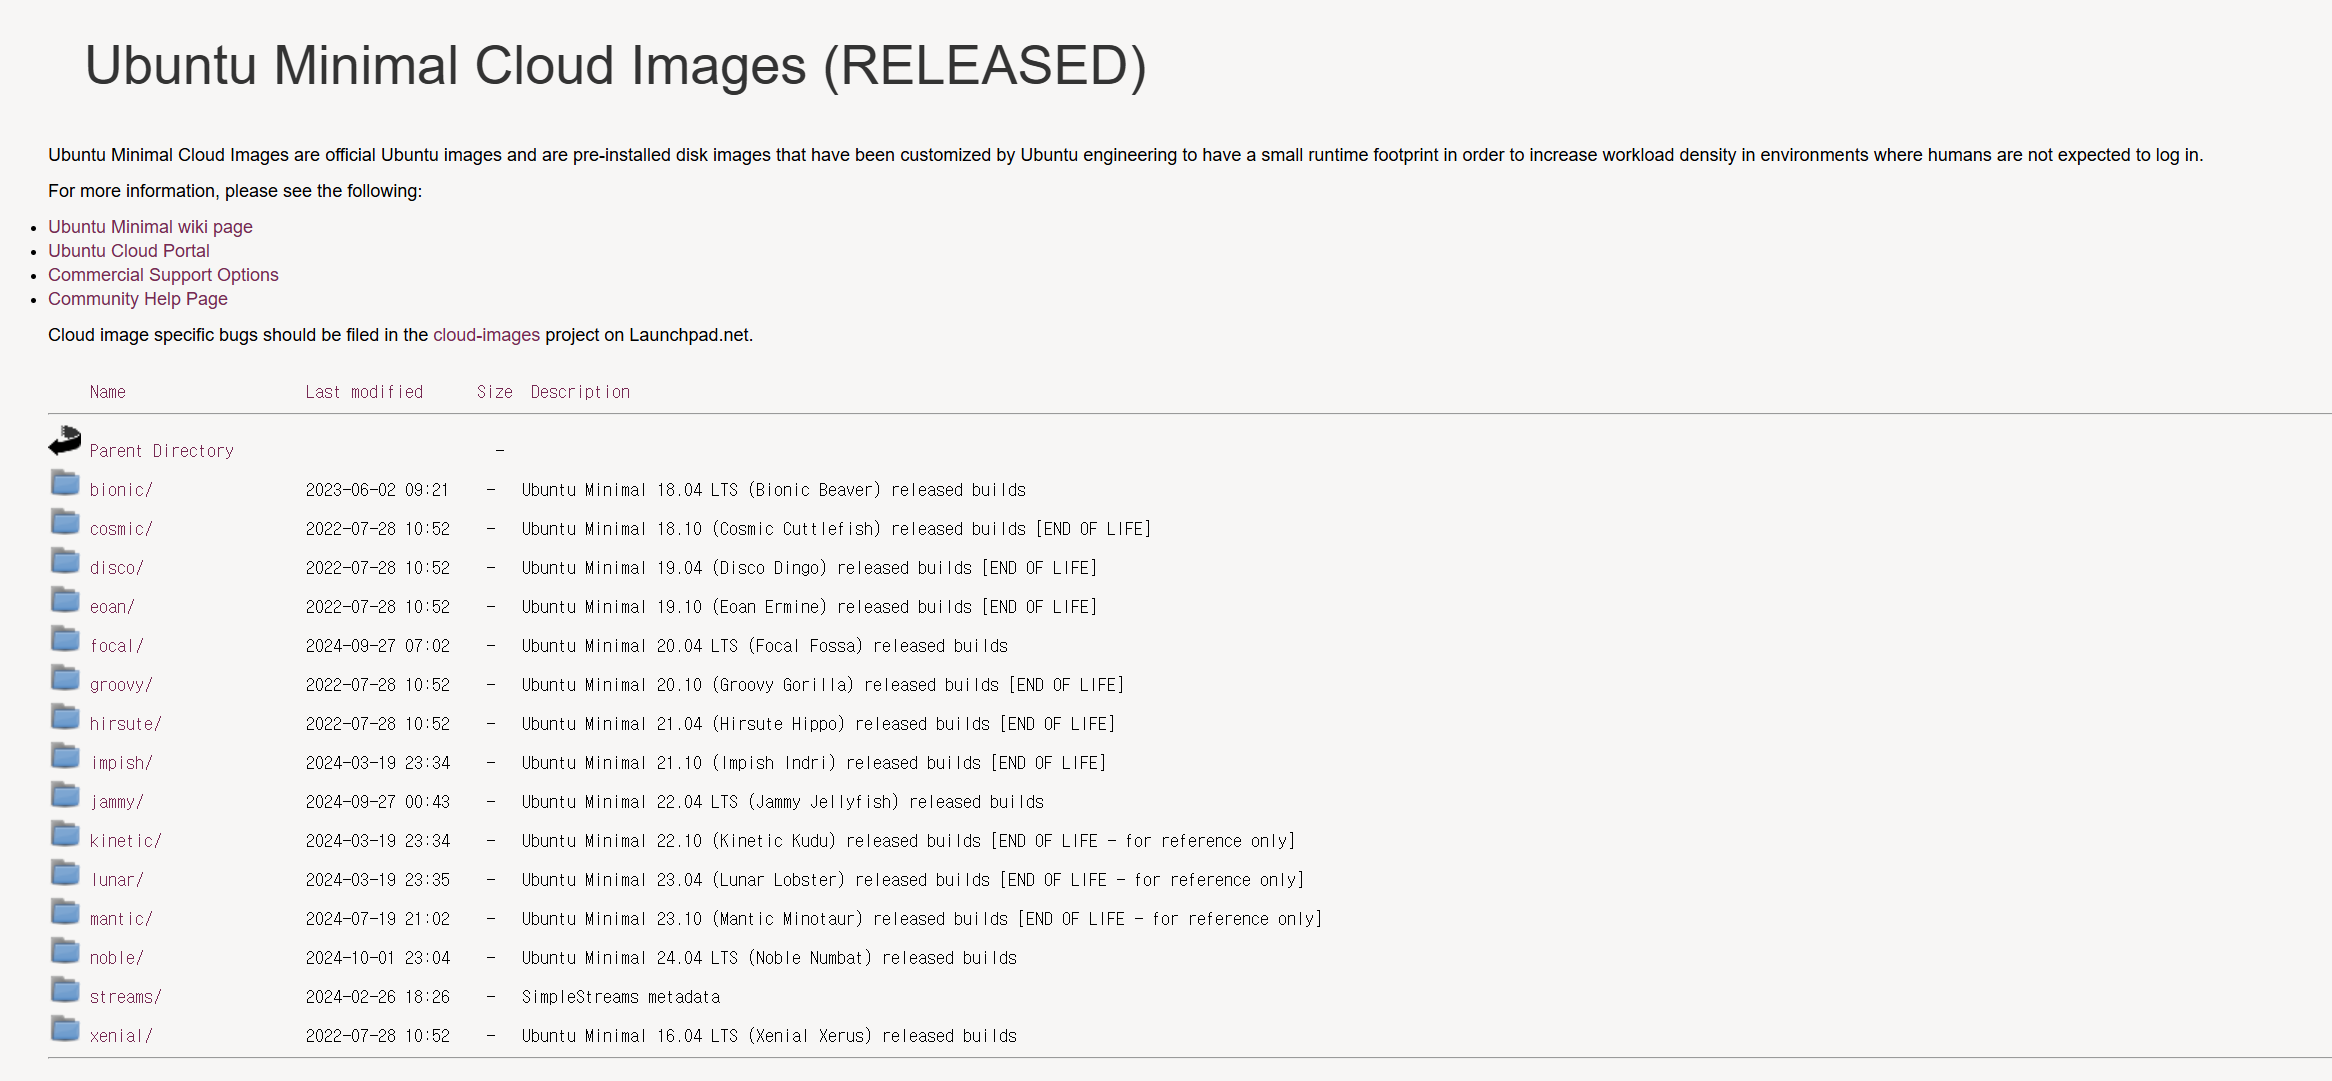 Ubuntu Minimal Cloud Images (RELEASED)
Ubuntu Minimal Cloud Images are official Ubuntu images and are pre-installed disk images that have been customized by Ubuntu engineering to have a small runtime footprint in order to increase workload density in environments where humans are not expected to log in.
For more information, please see the following:
Ubuntu Minimal wiki page
Ubuntu Cloud Portal
Commercial Support Options
Community Help Page
Cloud image specific bugs should be filed in the cloud-images project on Launchpad.net.
Name Last modified Size Description
Parent Directory -
bionic/ 2023-06-02 09:21 - Ubuntu Minimal 18.04 LTS (Bionic Beaver) released builds
cosmic/ 2022-07-28 10:52 - Ubuntu Minimal 18.10 (Cosmic Cuttlefish) released builds [END OF LIFE]
disco/ 2022-07-28 10:52 - Ubuntu Minimal 19.04 (Disco Dingo) released builds [END OF LIFE]
eoan/ 2022-07-28 10:52 - Ubuntu Minimal 19.10 (Eoan Ermine) released builds [END OF LIFE]
focal/ 2024-09-27 07:02 - Ubuntu Minimal 20.04 LTS (Focal Fossa) released builds
groovy/ 2022-07-28 10:52 - Ubuntu Minimal 20.10 (Groovy Gorilla) released builds [END OF LIFE]
hirsute/ 2022-07-28 10:52 - Ubuntu Minimal 21.04 (Hirsute Hippo) released builds [END OF LIFE]
impish/ 2024-03-19 23:34 - Ubuntu Minimal 21.10 (Impish Indri) released builds [END OF LIFE]
jammy/ 2024-09-27 00:43 - Ubuntu Minimal 22.04 LTS (Jammy Jellyfish) released builds
kinetic/ 2024-03-19 23:34 - Ubuntu Minimal 22.10 (Kinetic Kudu) released builds [END OF LIFE - for reference only]
lunar/ 2024-03-19 23:35 - Ubuntu Minimal 23.04 (Lunar Lobster) released builds [END OF LIFE - for reference only]
mantic/ 2024-07-19 21:02 - Ubuntu Minimal 23.10 (Mantic Minotaur) released builds [END OF LIFE - for reference only]
noble/ 2024-10-01 23:04 - Ubuntu Minimal 24.04 LTS (Noble Numbat) released builds
streams/ 2024-02-26 18:26 - SimpleStreams metadata
xenial/ 2022-07-28 10:52 - Ubuntu Minimal 16.04 LTS (Xenial Xerus) released builds